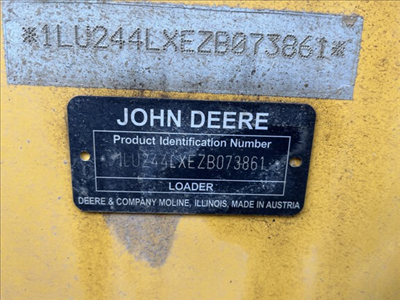 *1LU244LXEZB073861*
JOHN DEERE
Product Identification Number
*1LU244LXEZB073861*
LOADER
DEERE & COMPANY MOLINE, ILLINOIS, MADE IN AUSTRIA